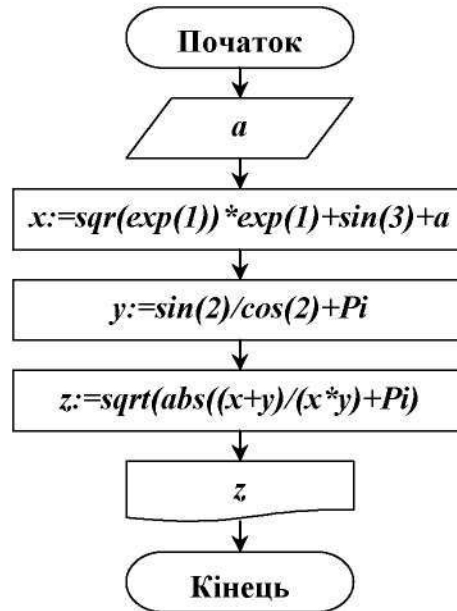 Початок
a
x:=sqr(exp(1))*exp(1)+sin(3)+a
y:=sin(2)/cos(2)+Pi
z:=sqrt(abs((x+y)/(x*y)+Pi)
z
Кінець